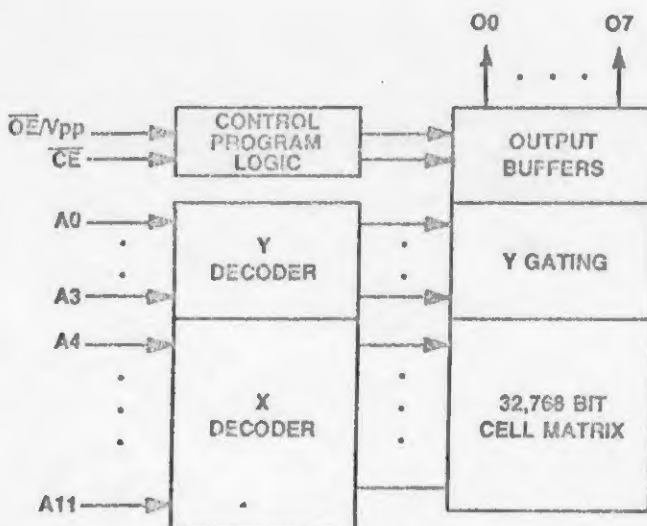 O0 O7
OE/Vpp
CE
CONTROL
PROGRAM
LOGIC
OUTPUT
BUFFERS
A0
A3
Y
DECODER
Y GATING
A4
A11
X
DECODER
32,768 BIT
CELL MATRIX